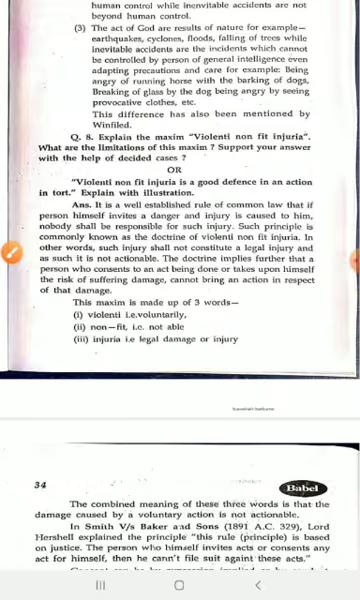 human control while inenvitable accidents are not
beyond human control.
(3) The act of God are results of nature for example—
earthquakes, cyclones, floods, falling of trees while
inevitable accidents are the incidents which cannot
be controlled by person of general intelligence even
adapting precautions and care for example: Being
angry of running horse with the barking of dogs,
Breaking of glass by the dog being angry by seeing
provocative clothes, etc.
This difference has also been mentioned by
Winfiled.
Q. 8. Explain the maxim "Violenti non fit injuria".
What are the limitations of this maxim ? Support your answer
with the help of decided cases ?
OR
"Violenti non fit injuria is a good defence in an action
in tort." Explain with illustration.
Ans. It is a well established rule of common law that if
person himself invites a danger and injury is caused to him,
nobody shall be responsible for such injury. Such principle is
commonly known as the doctrine of violenti non fit injuria. In
other words, such injury shall not constitute a legal injury and
as such it is not actionable. The doctrine implies further that a
person who consents to an act being done or takes upon himself
the risk of suffering damage, cannot bring an action in respect
of that damage.
This maxim is made up of 3 words—
(i) violenti i.e.voluntarily,
(ii) non—fit, i.c. not able
(iii) injuria i.e legal damage or injury
34
Babel
The combined meaning of these three words is that the
damage caused by a voluntary action is not actionable.
In Smith V/s Baker and Sons (1891 A.C. 329), Lord
Hershell explained the principle "this rule (principle) is based
on justice. The person who himself invites acts or consents any
act for himself, then he cann't file suit againt these acts."